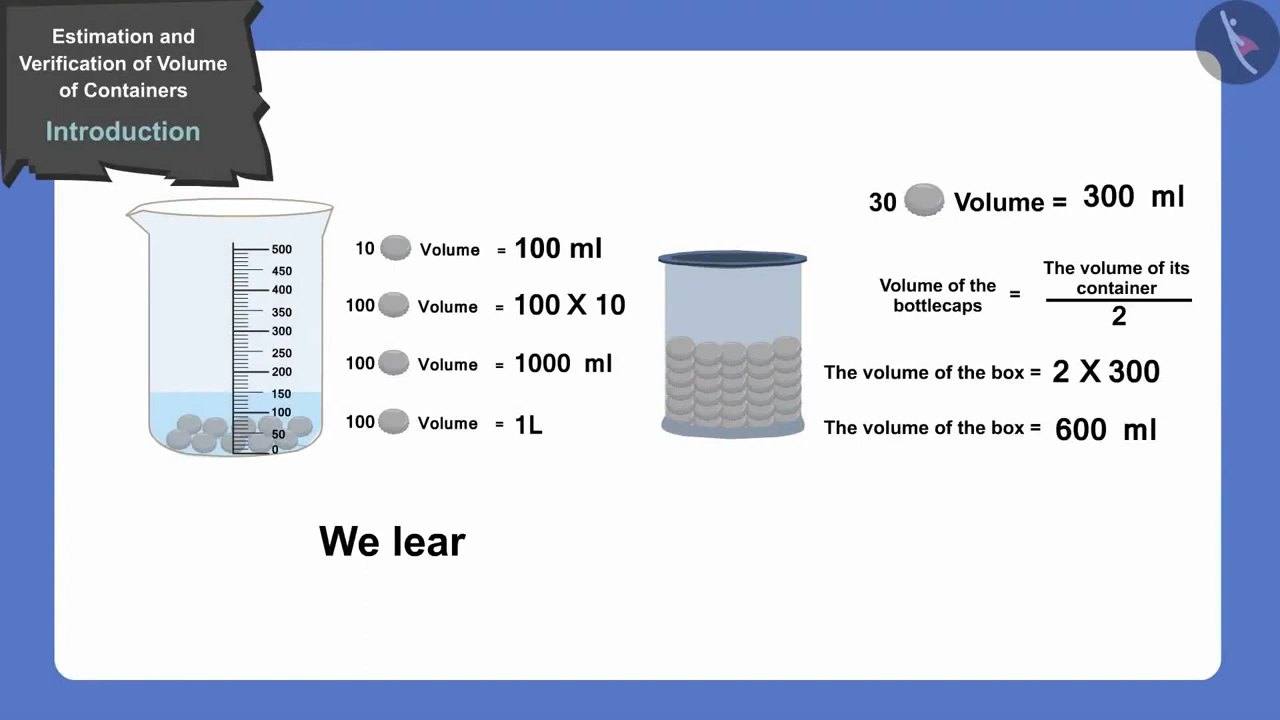 Estimation and
Verification of Volume
of Containers
Introduction
500
450
400
350
300
250
200
150
100
50
0
10 Volume = 100 ml
100 Volume = 100 X 10
100 Volume = 1000 ml
100 Volume = 1L
30 Volume = 300 ml
Volume of the
bottlecaps
=
The volume of its
container
2
The volume of the box = 2 X 300
The volume of the box = 600 ml
We lear